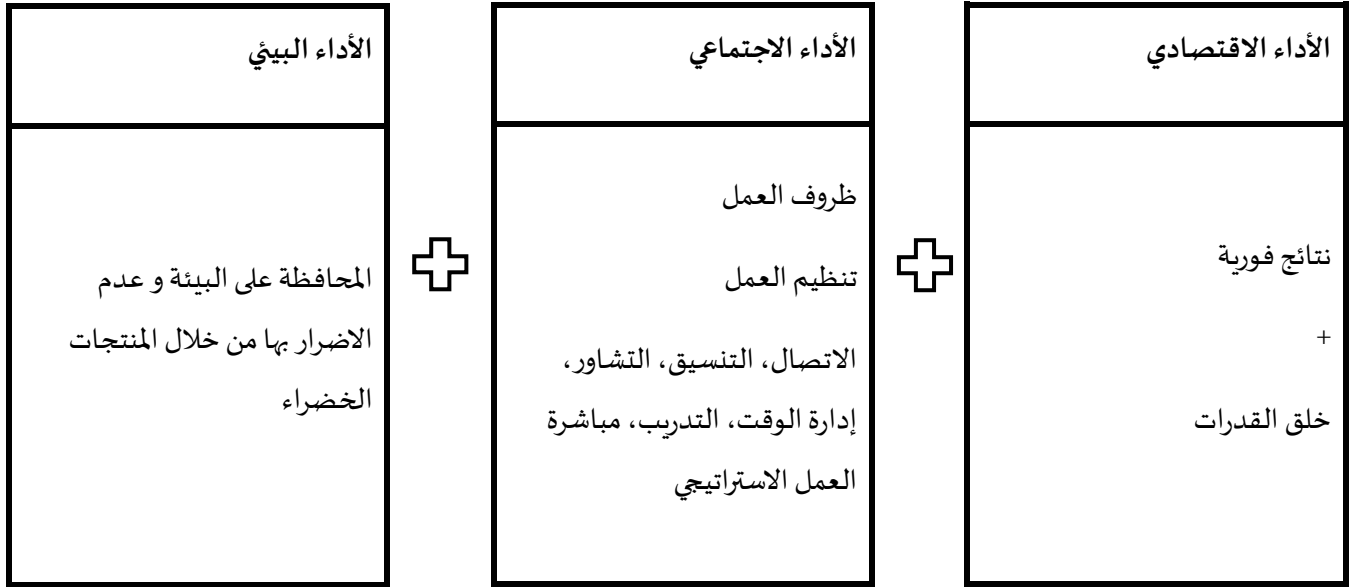 الأداء الاقتصادي
نتائج فورية
+
خلق القدرات
الأداء الاجتماعي
ظروف العمل
تنظيم العمل
الاتصال، التنسيق، التشاور،
إدارة الوقت، التدريب، مباشرة
العمل الاستراتيجي
الأداء البيئي
المحافظة على البيئة و عدم
الاضرار بها من خلال المنتجات
الخضراء